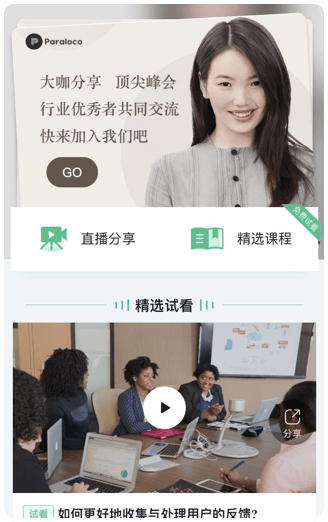 Paraloco
大咖分享 顶尖峰会
行业优秀者共同交流
快来加入我们吧
GO
免费试看
直播分享
精选课程
精选试看
分享
试看 如何更好地收集与处理用户的反馈?